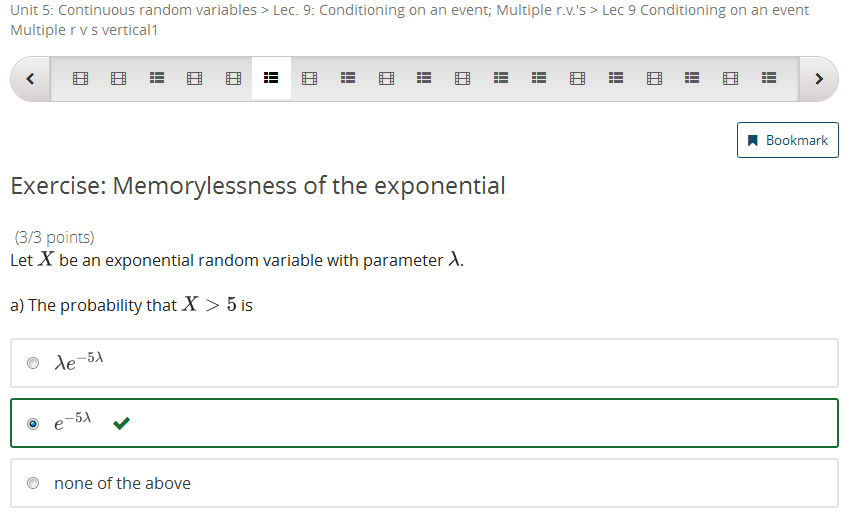 Unit 5: Continuous random variables > Lec. 9: Conditioning on an event; Multiple r.v.'s > Lec 9 Conditioning on an event
Multiple r v s vertical1
Bookmark
Exercise: Memorylessness of the exponential
(3/3 points)
Let X be an exponential random variable with parameter λ.
a) The probability that X > 5 is
λe^{−5λ}
e^{−5λ}
none of the above